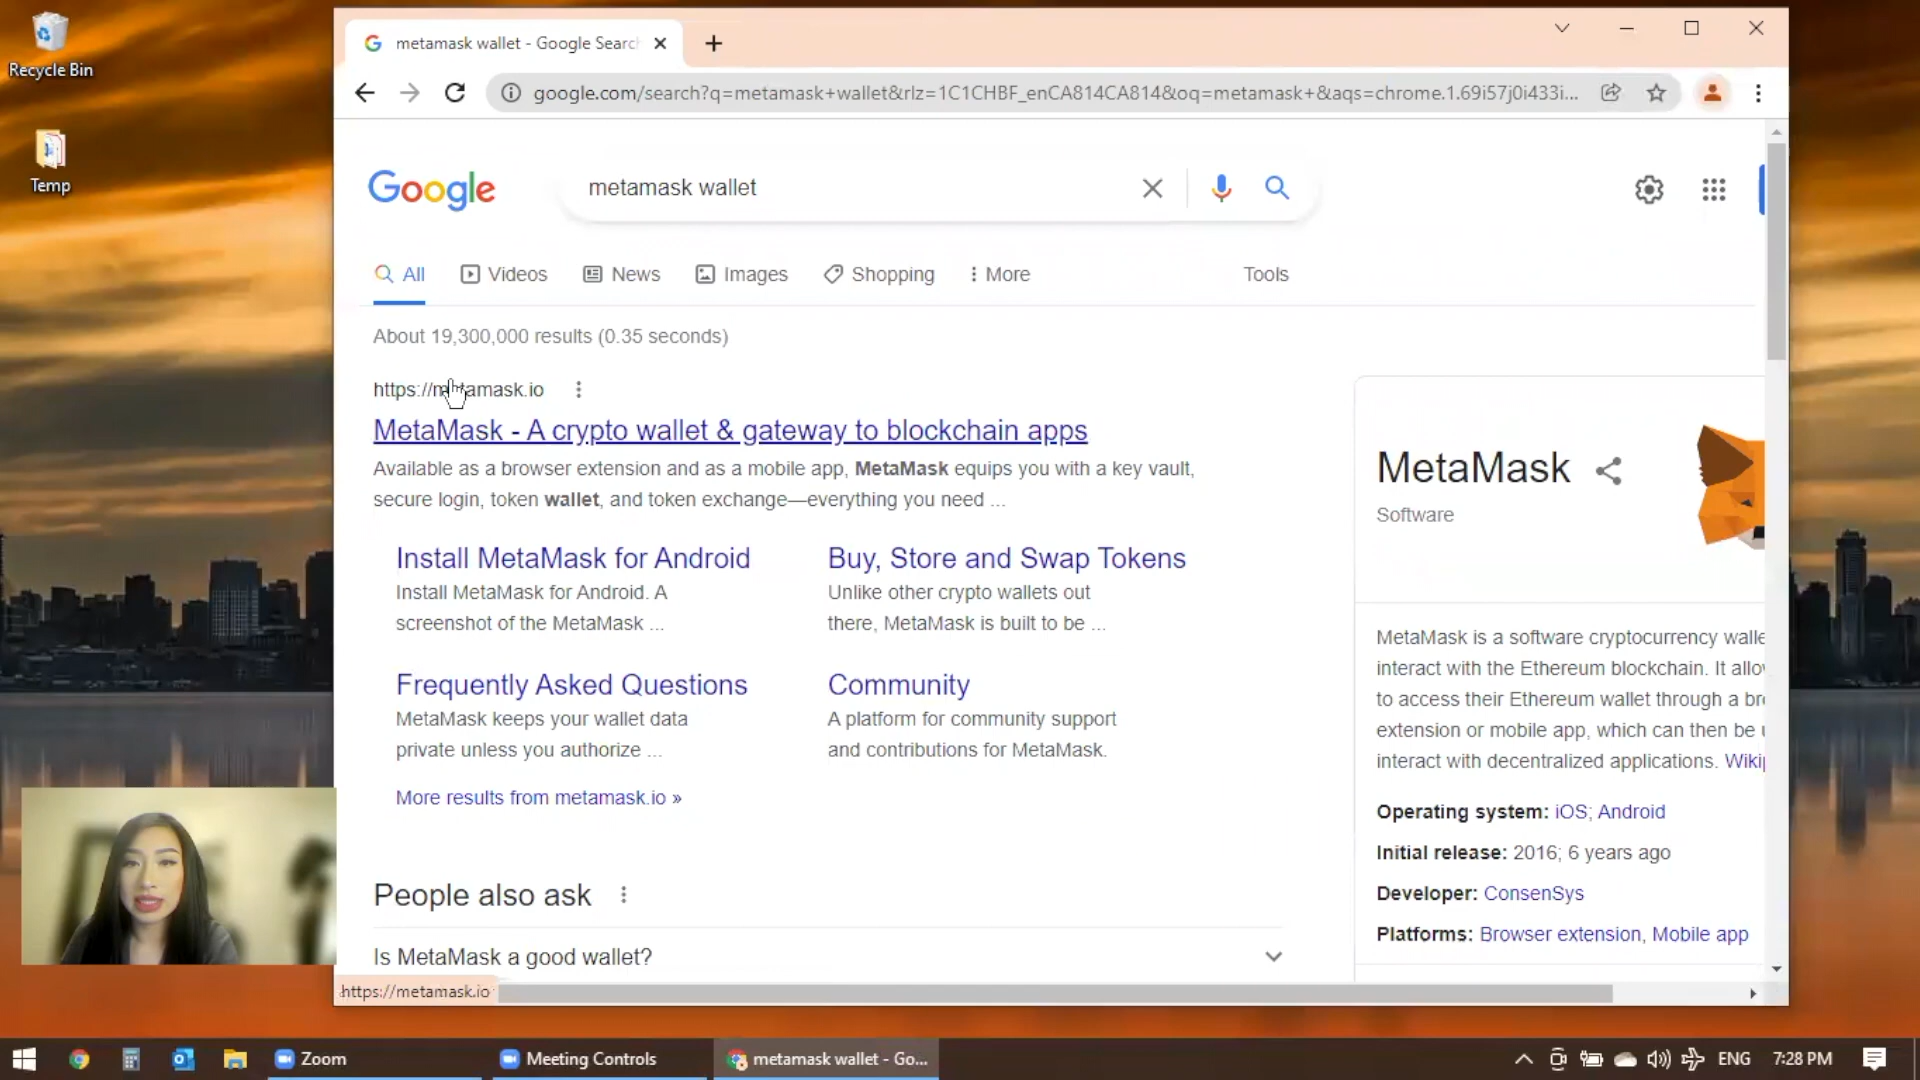 Recycle Bin
Temp
metamask wallet - Google Searc
google.com/search?q=metamask+wallet&rlz=1C1CHBF_enCA814CA814&oq=metamask+&aqs=chrome.1.69i57j0i433i...
Google
metamask wallet
All
Videos
News
Images
Shopping
More
Tools
About 19,300,000 results (0.35 seconds)
https://metamask.io
MetaMask - A crypto wallet & gateway to blockchain apps
Available as a browser extension and as a mobile app, MetaMask equips you with a key vault,
secure login, token wallet, and token exchange—everything you need ...
Install MetaMask for Android
Install MetaMask for Android. A
screenshot of the MetaMask ...
Buy, Store and Swap Tokens
Unlike other crypto wallets out
there, MetaMask is built to be ...
Frequently Asked Questions
MetaMask keeps your wallet data
private unless you authorize ...
Community
A platform for community support
and contributions for MetaMask.
More results from metamask.io »
People also ask
Is MetaMask a good wallet?
MetaMask
Software
MetaMask is a software cryptocurrency walle
interact with the Ethereum blockchain. It allo
to access their Ethereum wallet through a br
extension or mobile app, which can then be
interact with decentralized applications. Wikip
Operating system: iOS; Android
Initial release: 2016; 6 years ago
Developer: ConsenSys
Platforms: Browser extension, Mobile app
https://metamask.io
Zoom
Meeting Controls
metamask wallet - Go...
ENG
7:28 PM